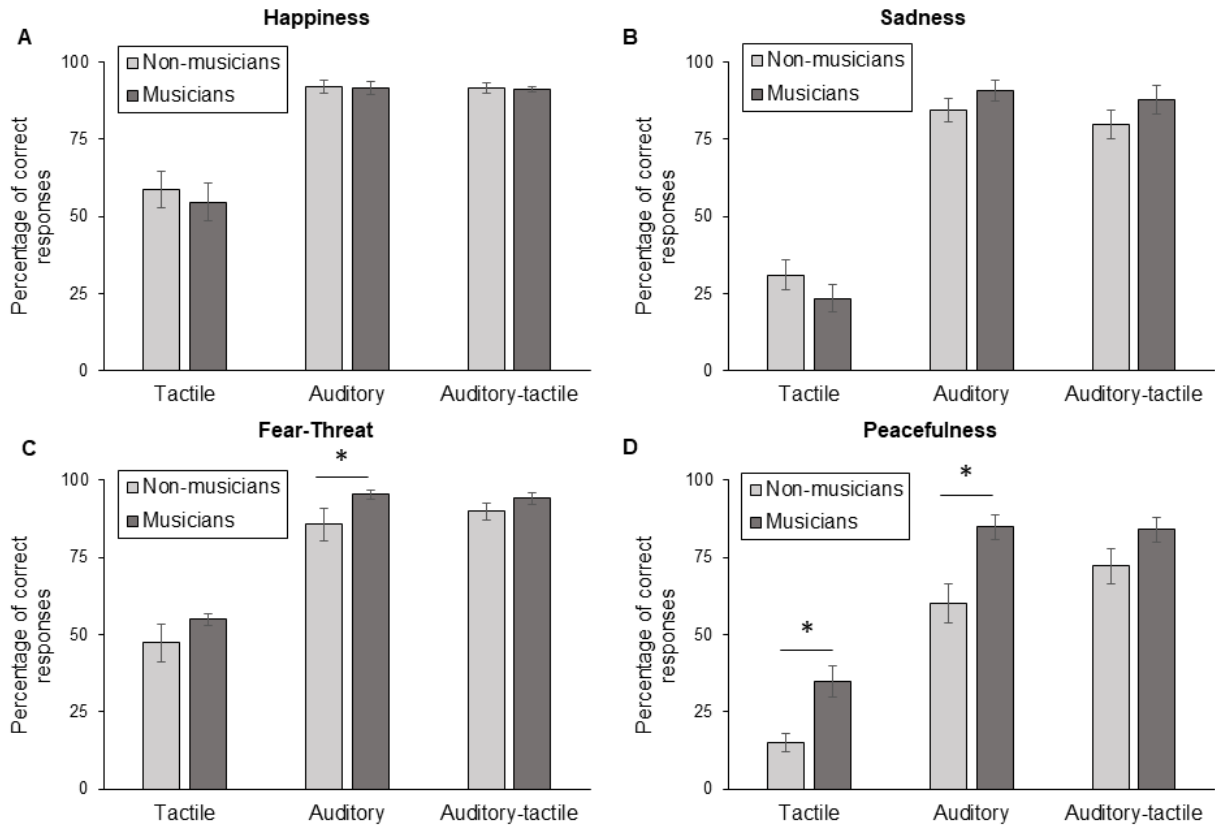 Happiness
A
Percentage of correct
responses
100
75
50
25
0
Non-musicians
Musicians
Tactile
Auditory
Auditory-tactile
Sadness
B
Percentage of correct
responses
100
75
50
25
0
Non-musicians
Musicians
Tactile
Auditory
Auditory-tactile
Fear-Threat
C
Percentage of correct
responses
100
75
50
25
0
Non-musicians
Musicians
*
Tactile
Auditory
Auditory-tactile
Peacefulness
D
Percentage of correct
responses
100
75
50
25
0
Non-musicians
Musicians
*
*
Tactile
Auditory
Auditory-tactile